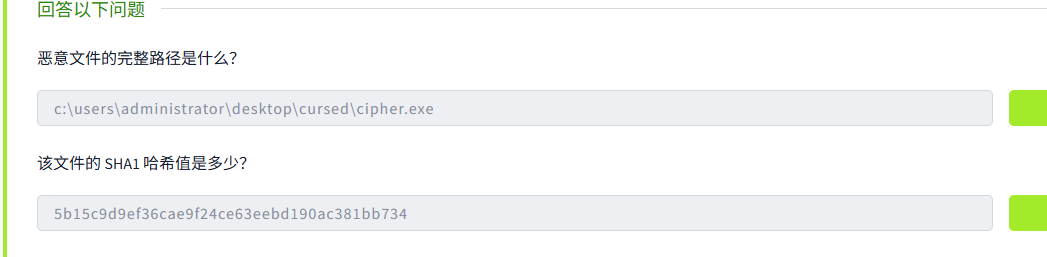 回答以下问题
恶意文件的完整路径是什么?
c:\users\administrator\desktop\cursed\cipher.exe
该文件的 SHA1 哈希值是多少?
5b15c9d9ef36cae9f24ce63eebd190ac381bb734